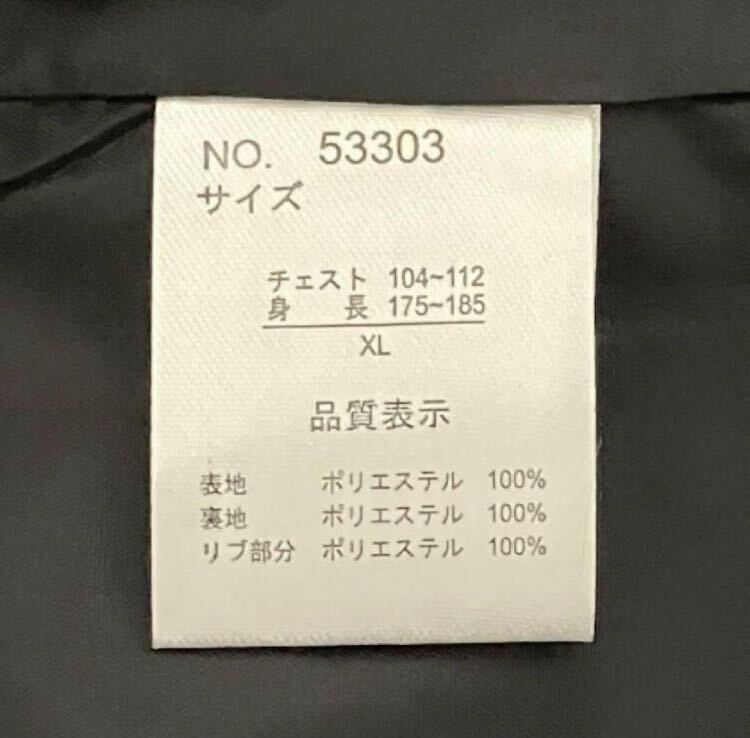 NO. 53303
サイズ
チェスト 104~112
身 長 175~185
XL
品質表示
表地 ポリエステル 100%
裏地 ポリエステル 100%
リブ部分 ポリエステル 100%